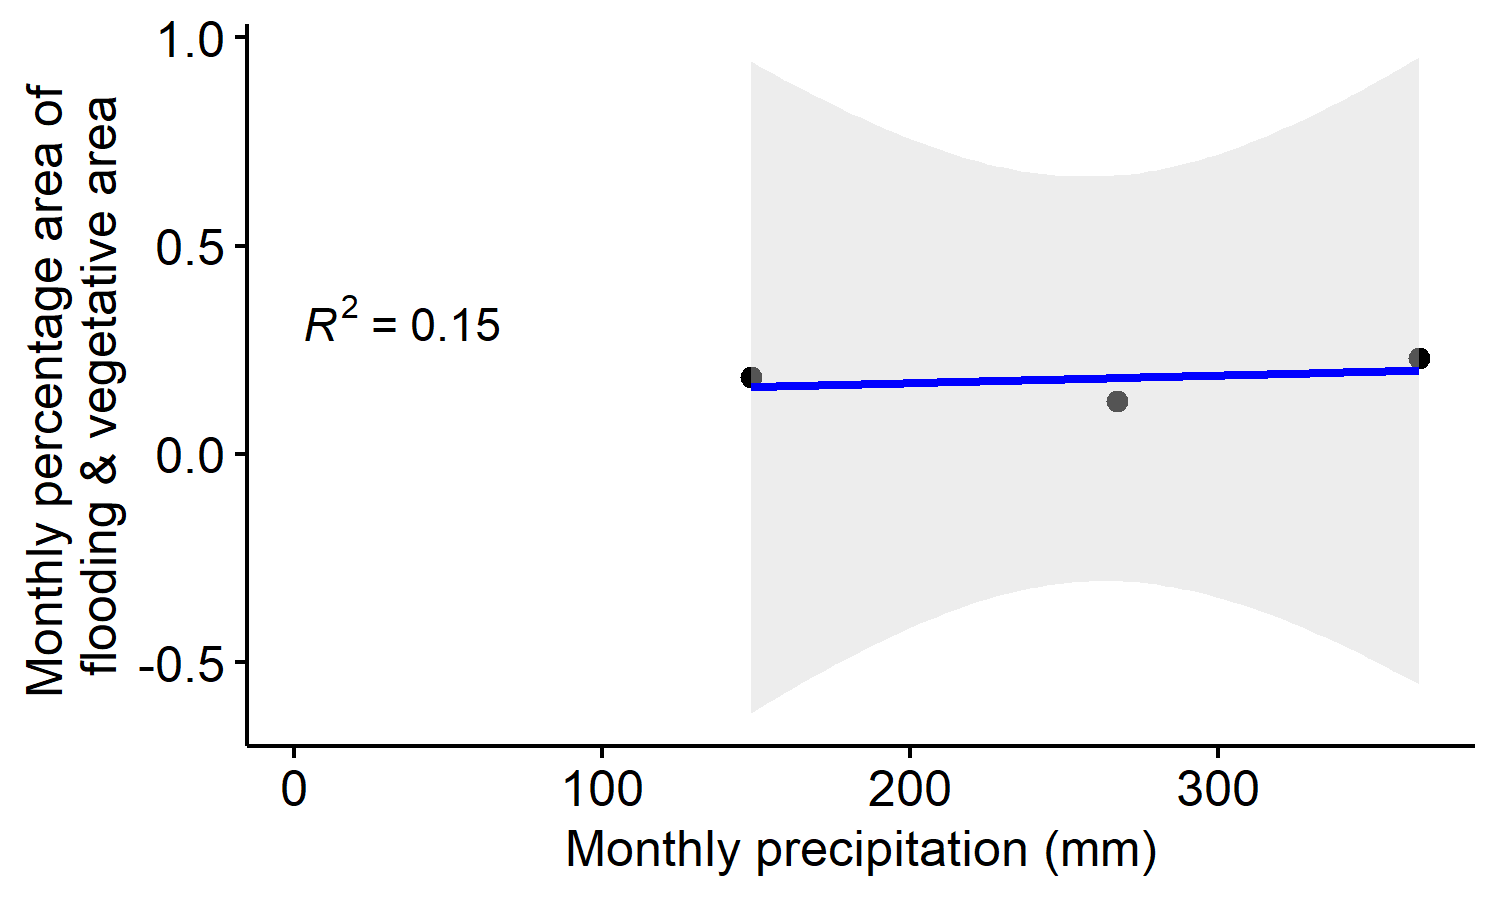 Monthly percentage area of
flooding & vegetative area
1.0
0.5
0.0
-0.5
R² = 0.15
0 100 200 300
Monthly precipitation (mm)